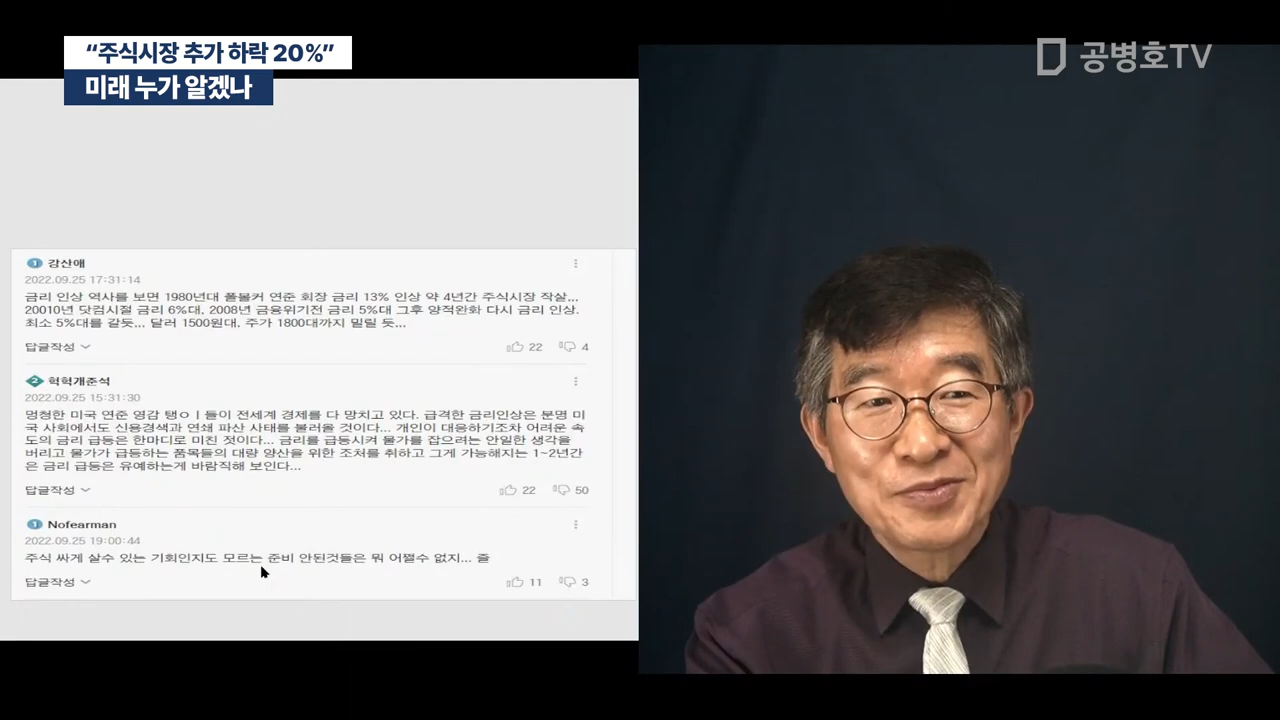 “주식시장 추가 하락 20%”
미래 누가 알겠나
공병호TV
1 강산애
2022.09.25 17:31:14
금리 인상 역사를 보면 1980년대 폴볼커 연준 회장 금리 13% 인상 약 4년간 주식시장 작살,,,
20010년 닷컴시절 금리 6%대, 2008년 금융위기전 금리 5%대 그후 양적완화 다시 금리 인상.
최소 5%대를 갈듯,,, 달러 1500원대, 주가 1800대까지 밀릴 듯,,,
답글작성
22
4
2 헉헉개준석
2022.09.25 15:31:30
멍청한 미국 연준 영감 탱ㅇㅣ들이 전세계 경제를 다 망치고 있다. 급격한 금리인상은 분명 미
국 사회에서도 신용경색과 연쇄 파산 사태를 불러올 것이다... 개인이 대응하기조차 어려운 속
도의 금리 급등은 한마디로 미친 젓이다... 금리를 급등시켜 물가를 잡으려는 안일한 생각을
버리고 물가가 급등하는 품목들의 대량 양산을 위한 조처를 취하고 그게 가능해지는 1~2년간
은 금리 급등은 유예하는게 바람직해 보인다...
답글작성
22
50
1 Nofearman
2022.09.25 19:00:44
주식 싸게 살수 있는 기회인지도 모르는 준비 안된것들은 뭐 어쩔수 없지... 즐
답글작성
11
3